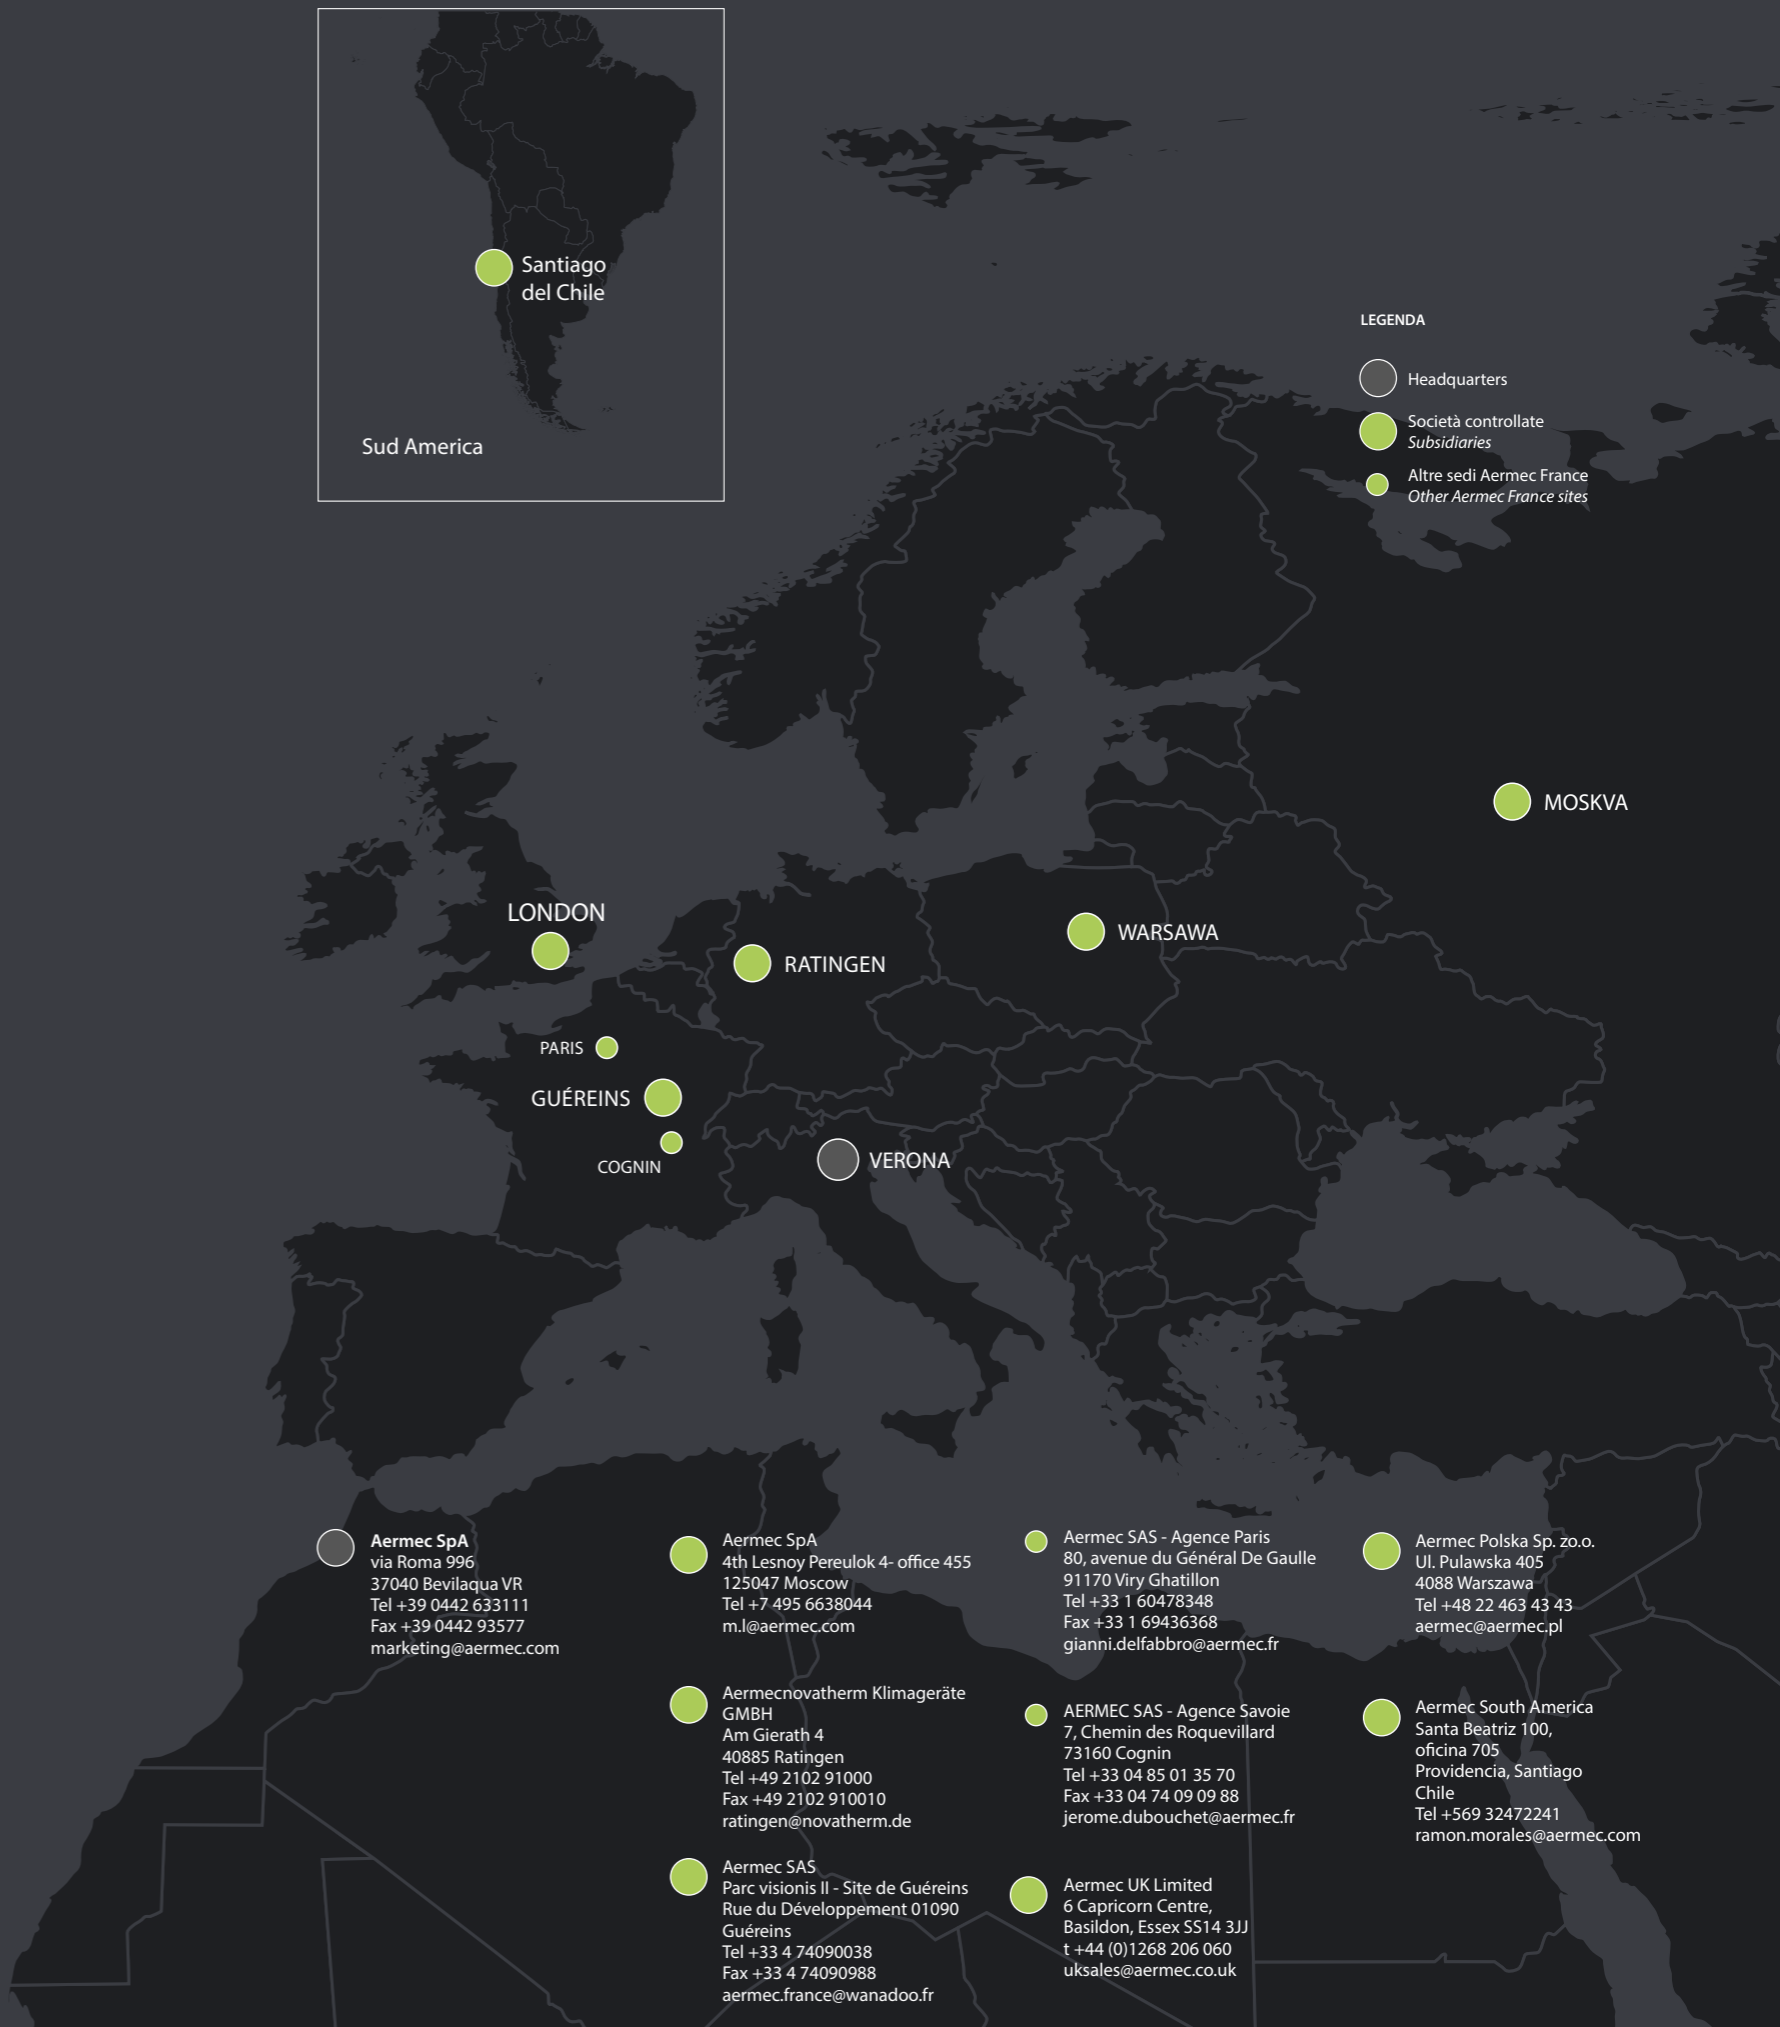 Santiago
del Chile
Sud America
LEGENDA
Headquarters
Società controllate
Subsidiaries
Altre sedi Aermec France
Other Aermec France sites
MOSKVA
LONDON
WARSAWA
RATINGEN
PARIS
GUÉREINS
COGNIN
VERONA
Aermec SpA
via Roma 996
37040 Bevilaqua VR
Tel +39 0442 633111
Fax +39 0442 93577
marketing@aermec.com
Aermec SpA
4th Lesnoy Pereulok 4- office 455
125047 Moscow
Tel +7 495 6638044
m.l@aermec.com
Aermecnovatherm Klimageräte
GMBH
Am Gierath 4
40885 Ratingen
Tel +49 2102 91000
Fax +49 2102 910010
ratingen@novatherm.de
Aermec SAS
Parc visionis II - Site de Guéreins
Rue du Développement 01090
Guéreins
Tel +33 4 74090038
Fax +33 4 74090988
aermec.france@wanadoo.fr
Aermec SAS - Agence Paris
80, avenue du Général De Gaulle
91170 Viry Ghatillon
Tel +33 1 60478348
Fax +33 1 69436368
gianni.delfabbro@aermec.fr
AERMEC SAS - Agence Savoie
7, Chemin des Roquevillard
73160 Cognin
Tel +33 04 85 01 35 70
Fax +33 04 74 09 09 88
jerome.dubouchet@aermec.fr
Aermec UK Limited
6 Capricorn Centre,
Basildon, Essex SS14 3JJ
t +44 (0)1268 206 060
uksales@aermec.co.uk
Aermec Polska Sp. zo.o.
Ul. Pulawska 405
4088 Warszawa
Tel +48 22 463 43 43
aermec@aermec.pl
Aermec South America
Santa Beatriz 100,
oficina 705
Providencia, Santiago
Chile
Tel +569 32472241
ramon.morales@aermec.com